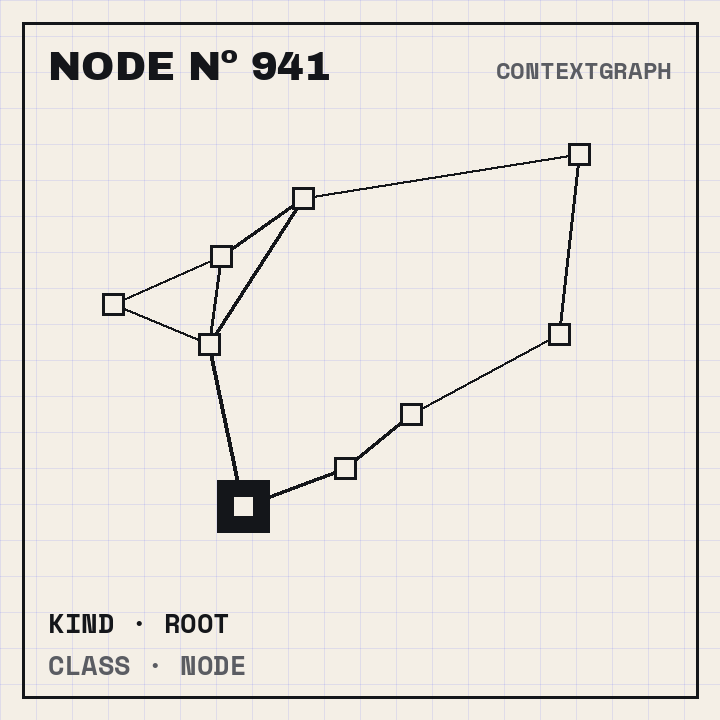 NODE Nº 941
CONTEXTGRAPH
KIND · ROOT
CLASS · NODE